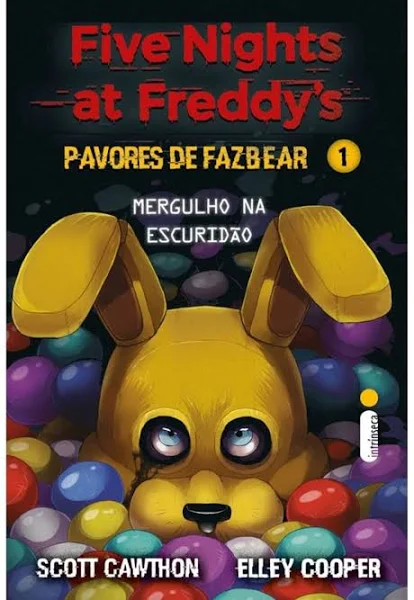 Five Nights
at Freddy's
PAVORES DE FAZBEAR 1
MERGULHO NA
ESCURIDÃO
intrínseca
SCOTT CAWTHON ELLEY COOPER